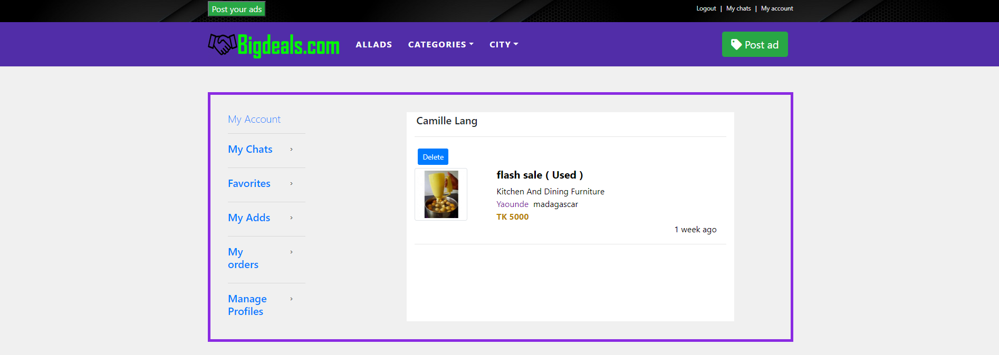 Post your ads
Logout | My chats | My account
Bigdeals.com
ALLADS
CATEGORIES
CITY
Post ad
My Account
My Chats ›
Favorites ›
My Adds ›
My ›
orders
Manage ›
Profiles
Camille Lang
Delete
flash sale ( Used )
Kitchen And Dining Furniture
Yaounde madagascar
TK 5000
1 week ago